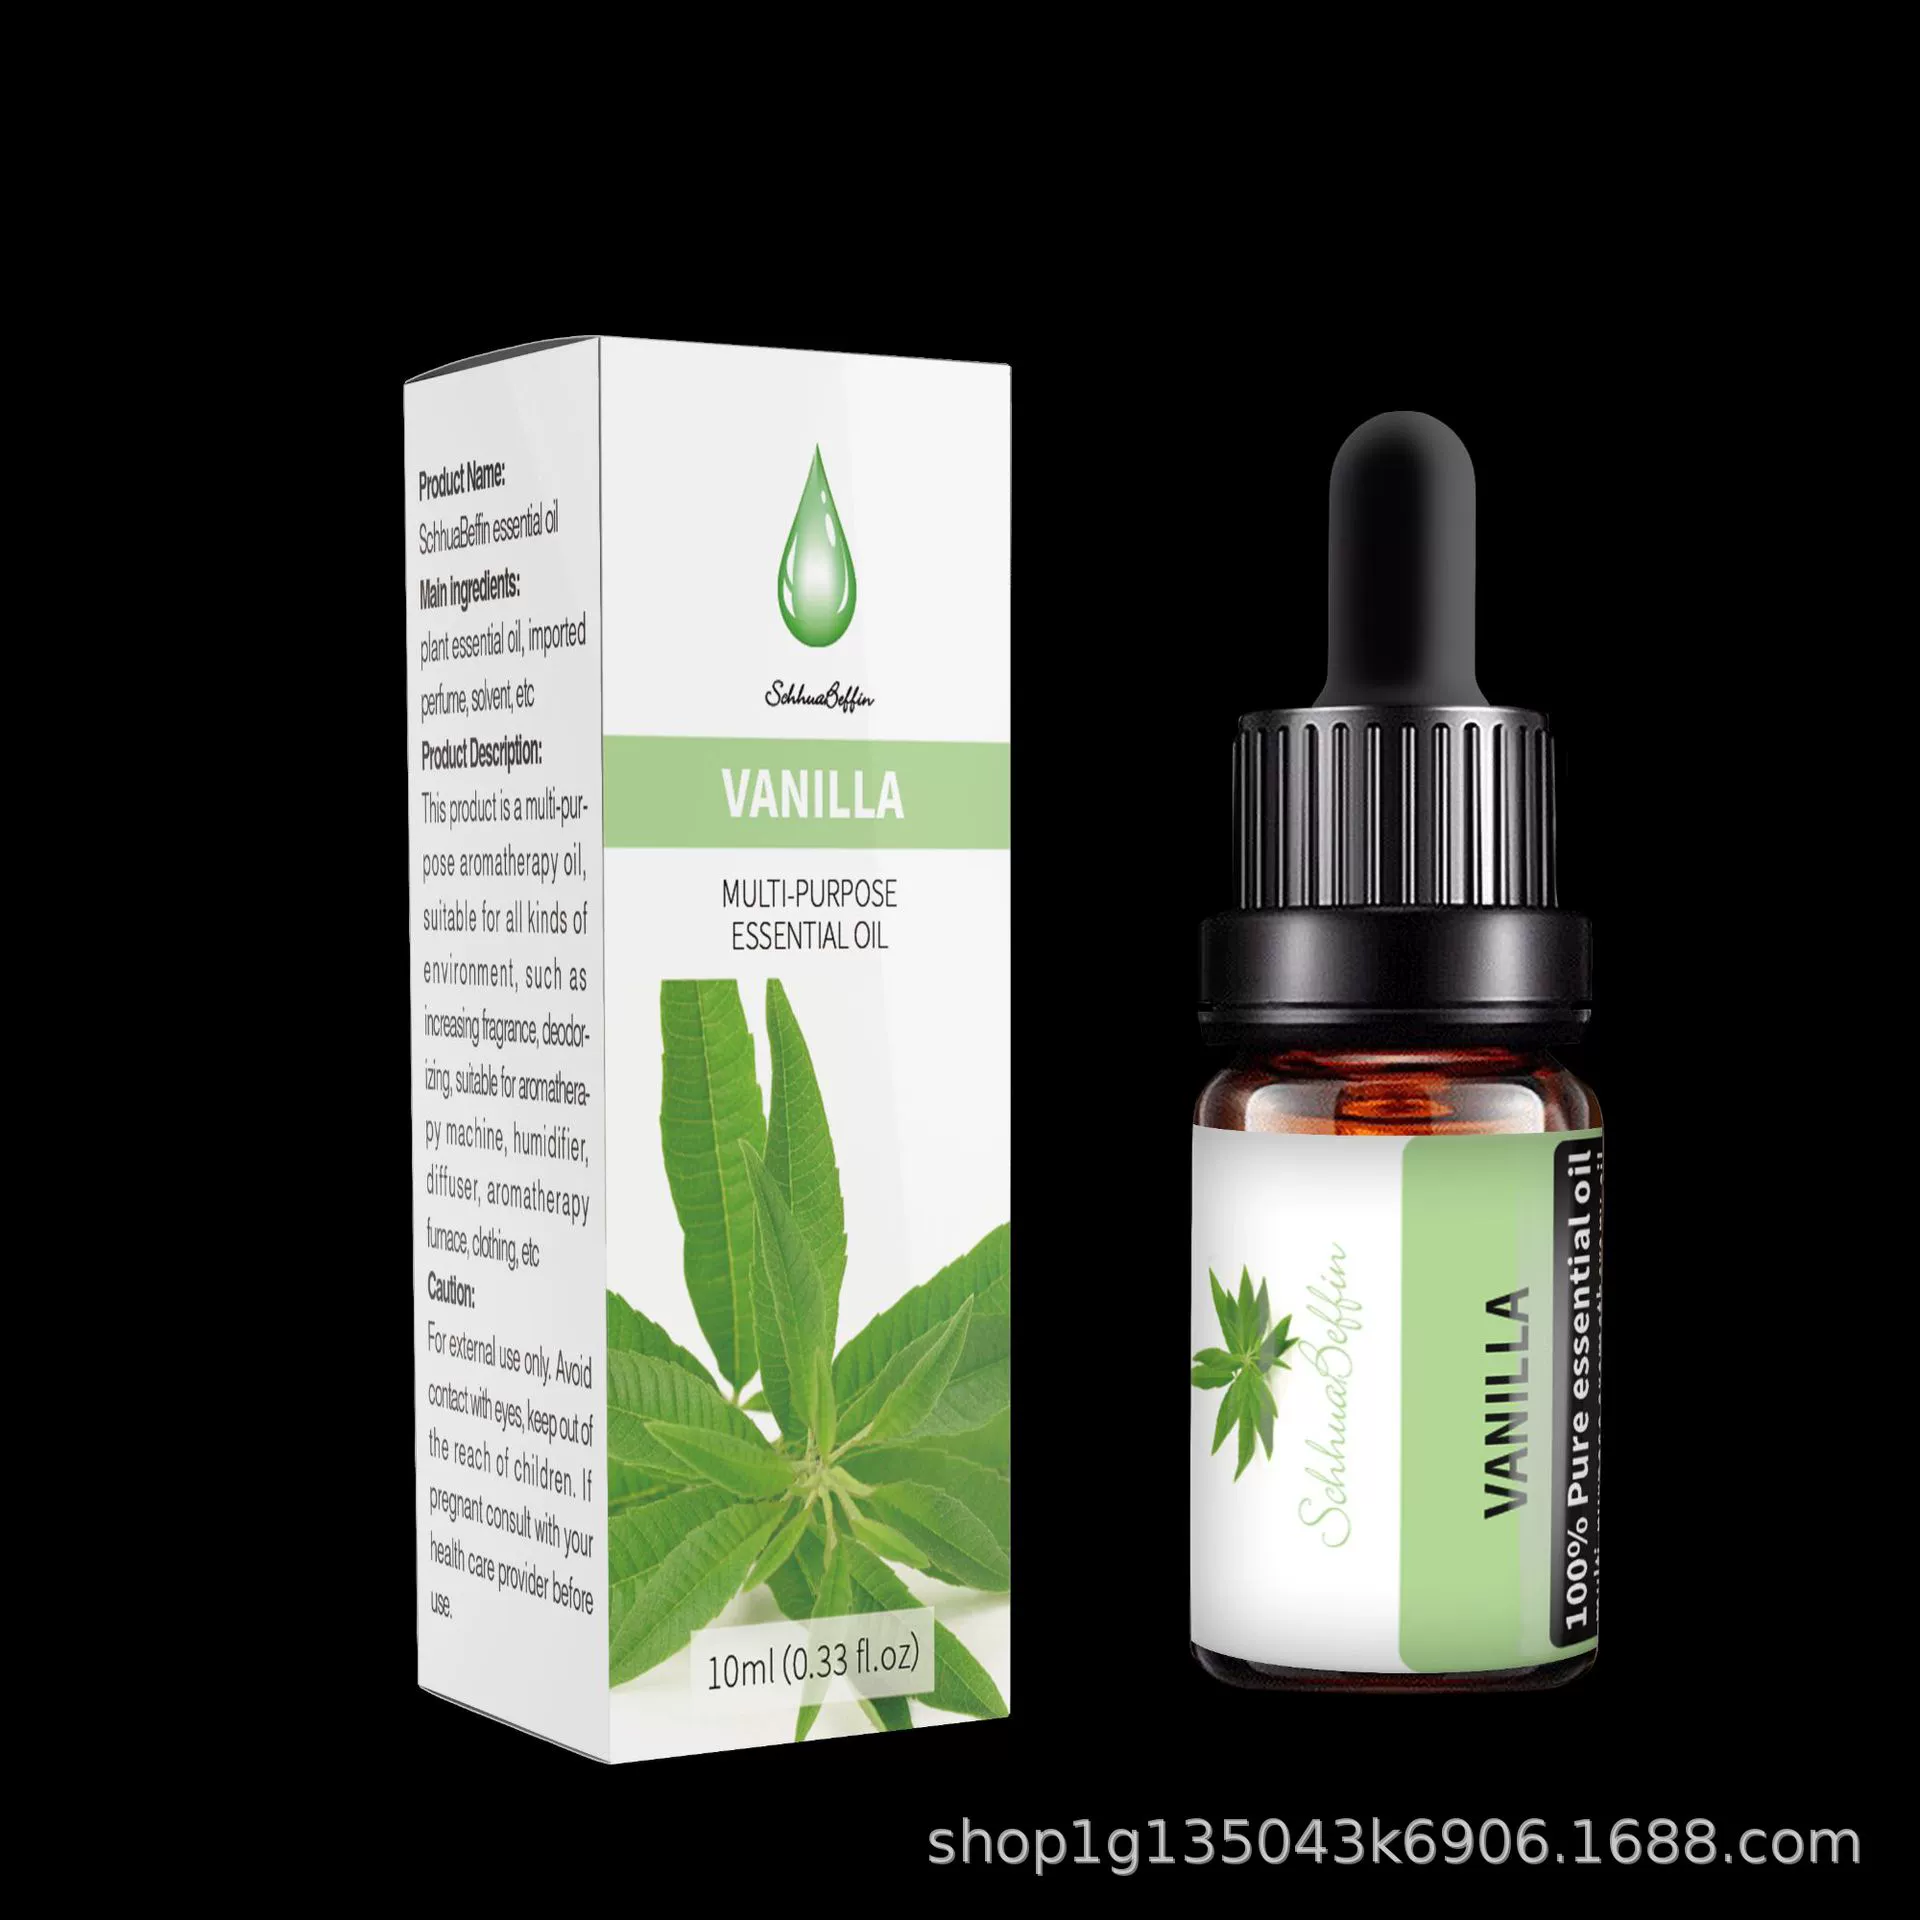 Product Name:
SchhuaBeffin essential oil
Main ingredients:
plant essential oil, imported
perfume, solvent, etc
Product Description:
This product is a multi-pur-
pose aromatherapy oil,
suitable for all kinds of
environment, such as
increasing fragrance, deodor-
izing, suitable for aromathera-
py machine, humidifier,
diffuser, aromatherapy
furnace, clothing, etc
Caution:
For external use only. Avoid
contact with eyes, keep out of
the reach of children. If
pregnant consult with your
health care provider before
use.
SchhuaBeffin
VANILLA
MULTI-PURPOSE
ESSENTIAL OIL
10ml (0.33 fl.oz)
SchhuaBeffin
VANILLA
100% Pure essential oil
shop1g135043k6906.1688.com